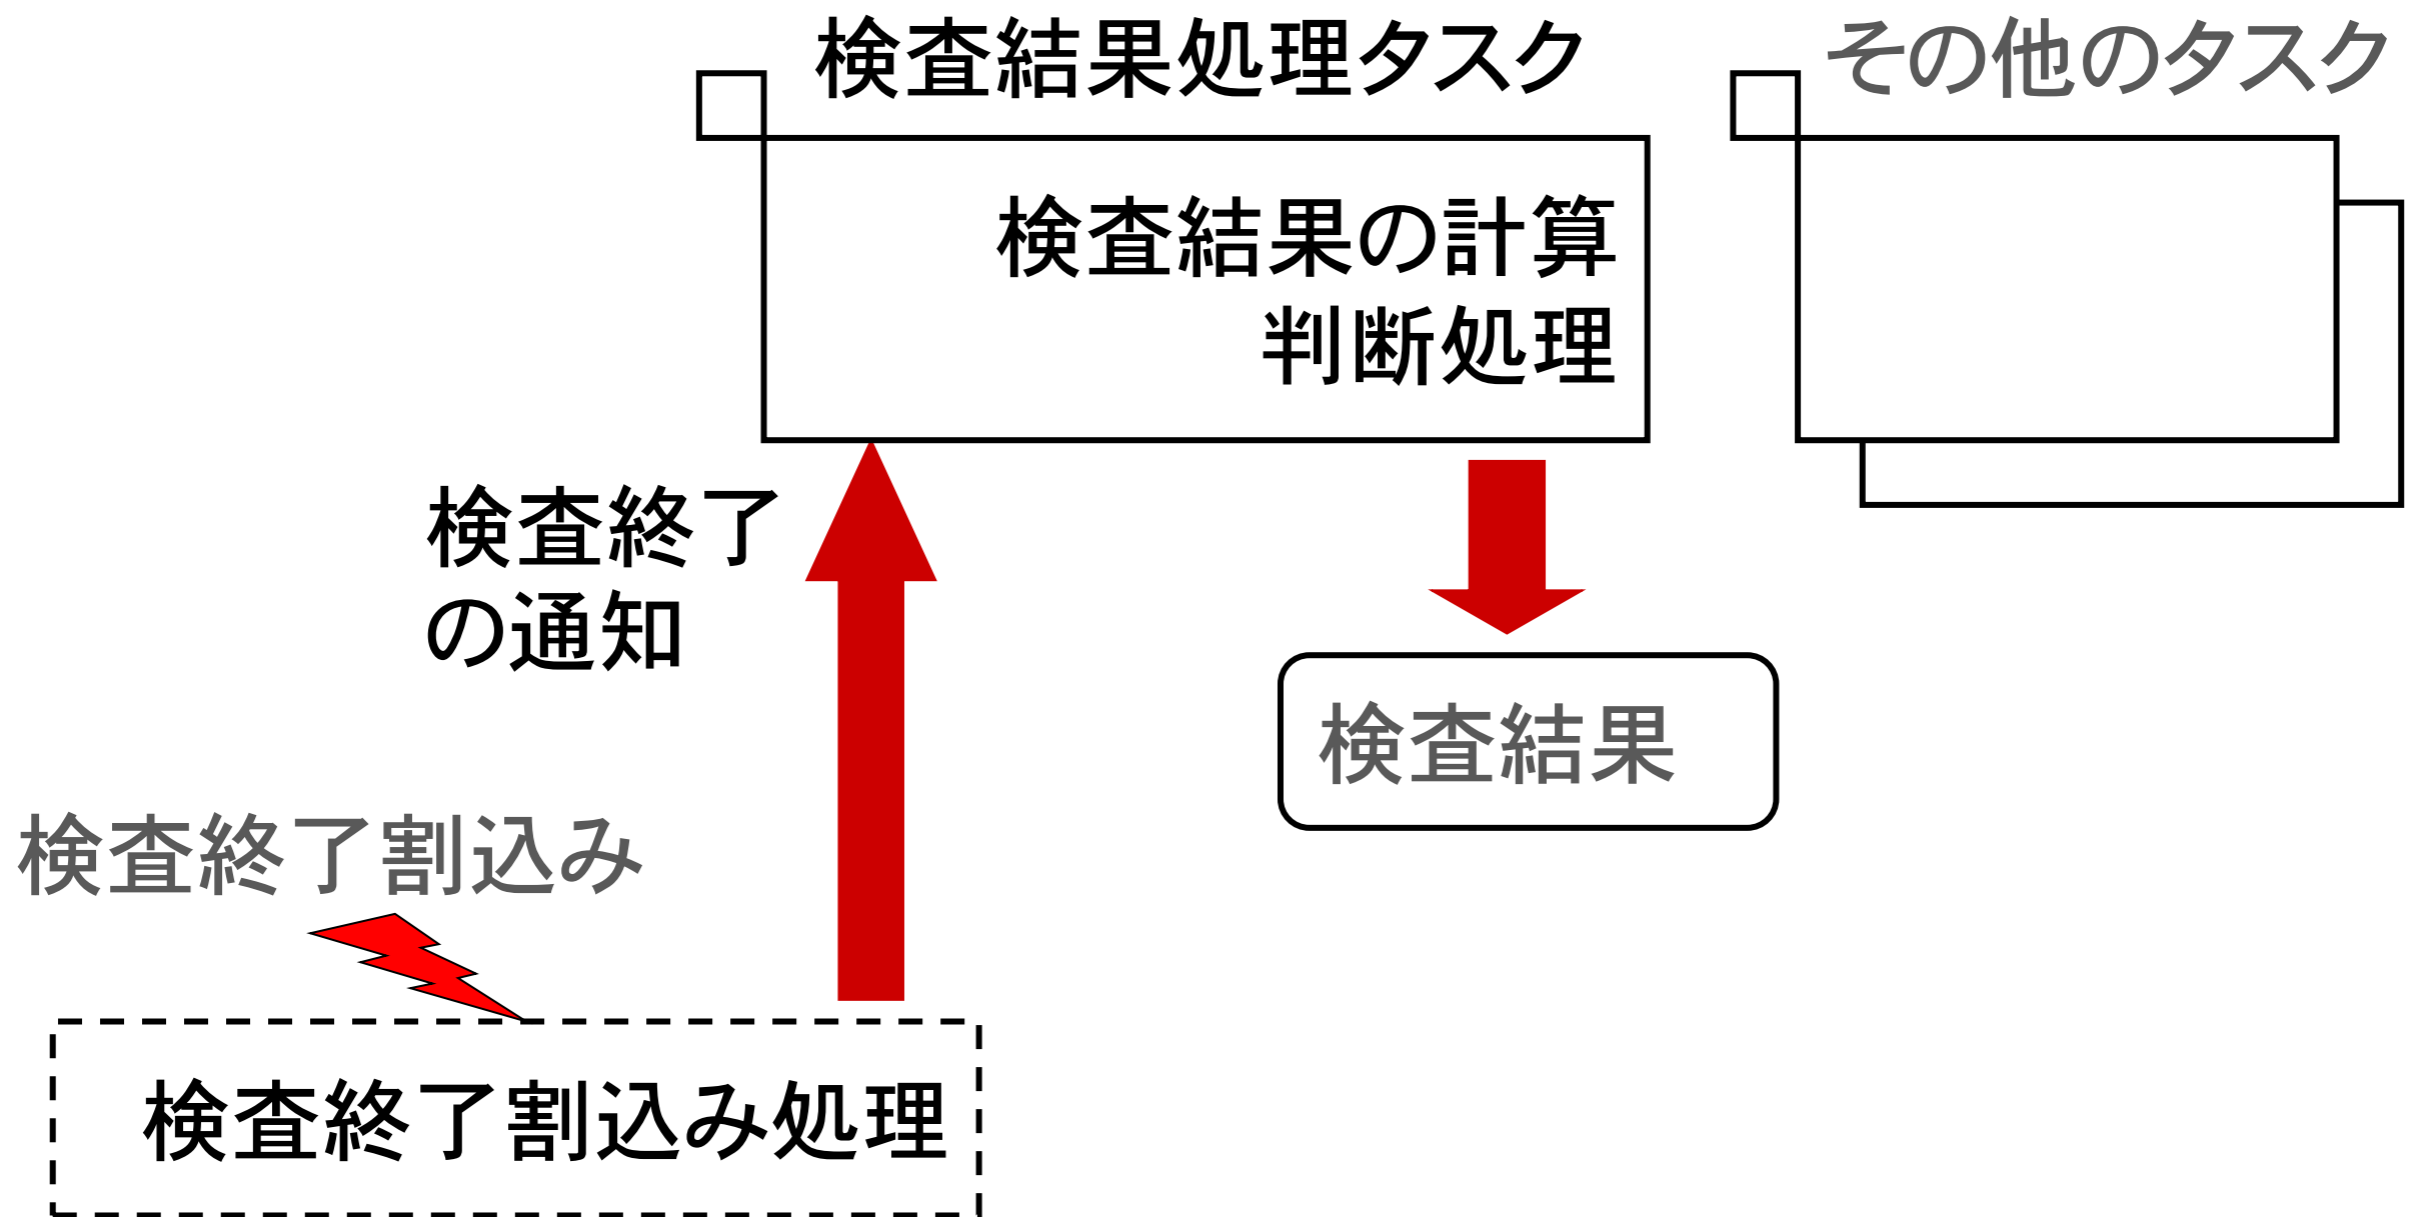 検査結果処理タスク
その他のタスク
検査結果の計算
判断処理
検査終了
の通知
検査結果
検査終了割込み
検査終了割込み処理